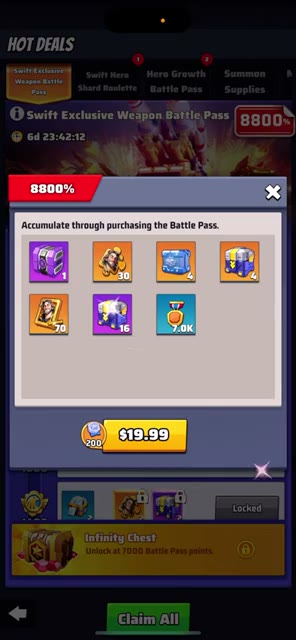 HOT DEALS
Swift Exclusive
Weapon Battle
Pass
Swift Hero
Shard Roulette
1
Hero Growth
Battle Pass
2
Summon
Supplies
Swift Exclusive Weapon Battle Pass
8800%
6d 23:42:12
8800%
Accumulate through purchasing the Battle Pass.
1
30
4
4
70
16
7.0K
200
$19.99
Locked
Infinity Chest
Unlock at 7000 Battle Pass points.
Claim All